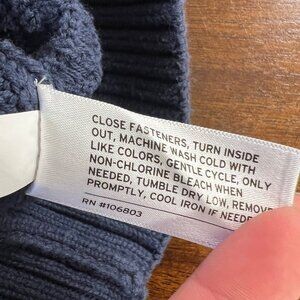 CLOSE FASTENERS, TURN INSIDE
OUT, MACHINE WASH COLD WITH
LIKE COLORS, GENTLE CYCLE, ONLY
NON-CHLORINE BLEACH WHEN
NEEDED, TUMBLE DRY LOW, REMOVE
PROMPTLY, COOL IRON IF NEEDED
RN #106803